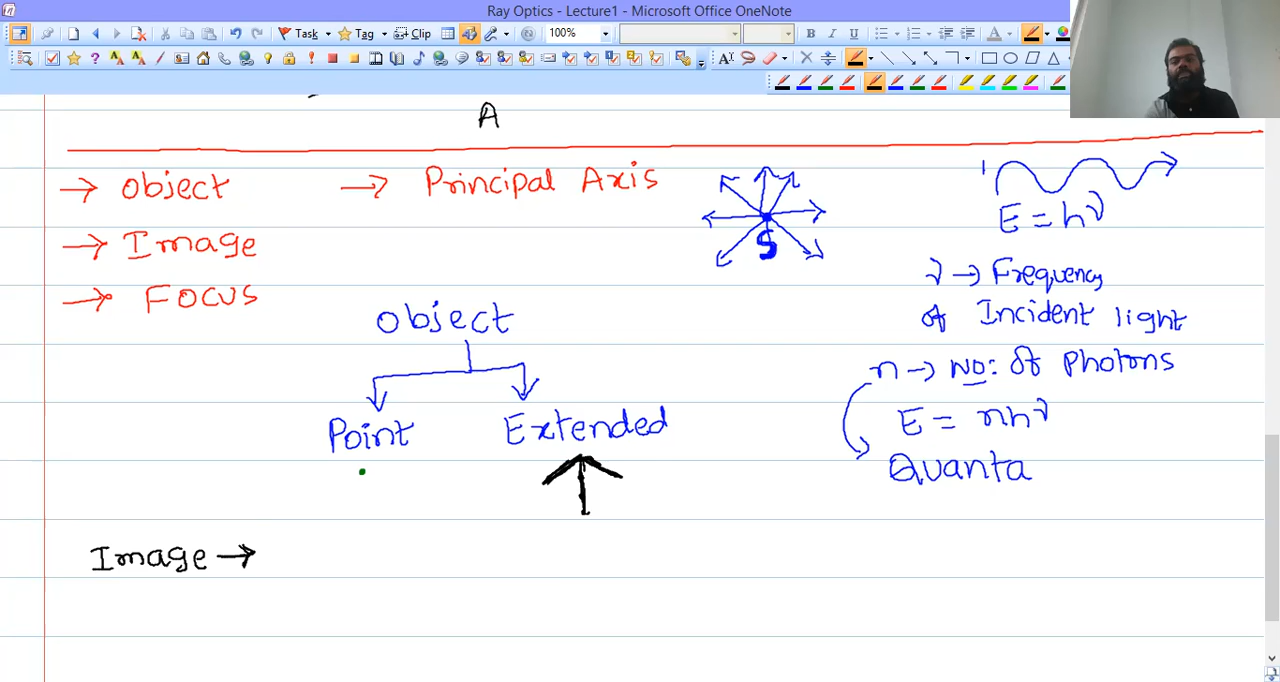 Ray Optics - Lecture1 - Microsoft Office OneNote
Task Tag Clip 100% B I U
A
→ Object → Principal Axis
→ Image
→ Focus
S
E = hν
ν → Frequency
of Incident light
n → No: of Photons
E = nhν
Quanta
Object
Point Extended
Image →